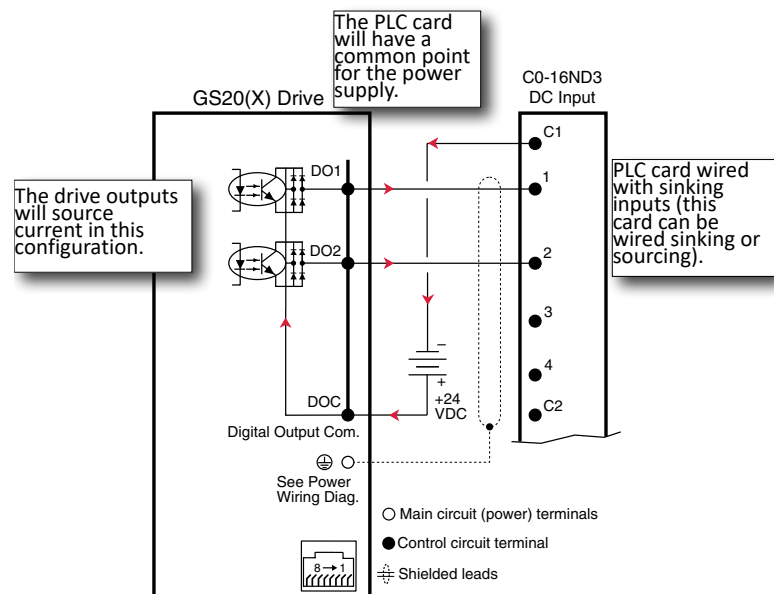 The PLC card
will have a
common point
for the power
supply.
C0-16ND3
DC Input
GS20(X) Drive
C1
DO1
1
PLC card wired
with sinking
inputs (this
card can be
wired sinking or
sourcing).
The drive outputs
will source
current in this
configuration.
DO2
2
3
–
4
+
+24
VDC
DOC
C2
Digital Output Com.
See Power
Wiring Diag.
Main circuit (power) terminals
Control circuit terminal
8→1
Shielded leads